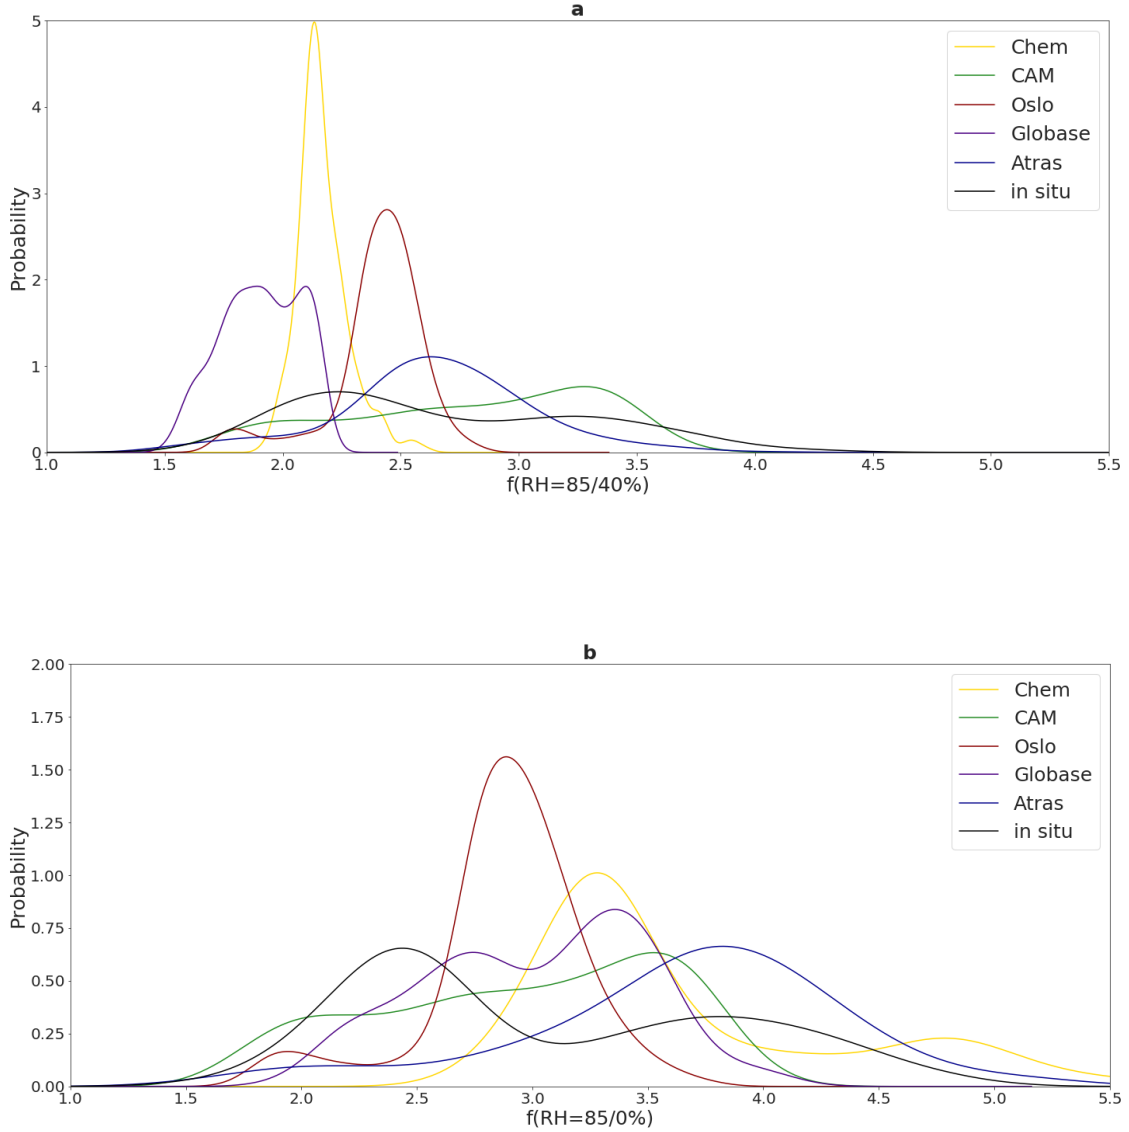 a
5
4
3
2
1
0
Probability
1.0 1.5 2.0 2.5 3.0 3.5 4.0 4.5 5.0 5.5
f(RH=85/40%)
Chem
CAM
Oslo
Globase
Atras
in situ
b
2.00
1.75
1.50
1.25
1.00
0.75
0.50
0.25
0.00
Probability
1.0 1.5 2.0 2.5 3.0 3.5 4.0 4.5 5.0 5.5
f(RH=85/0%)
Chem
CAM
Oslo
Globase
Atras
in situ